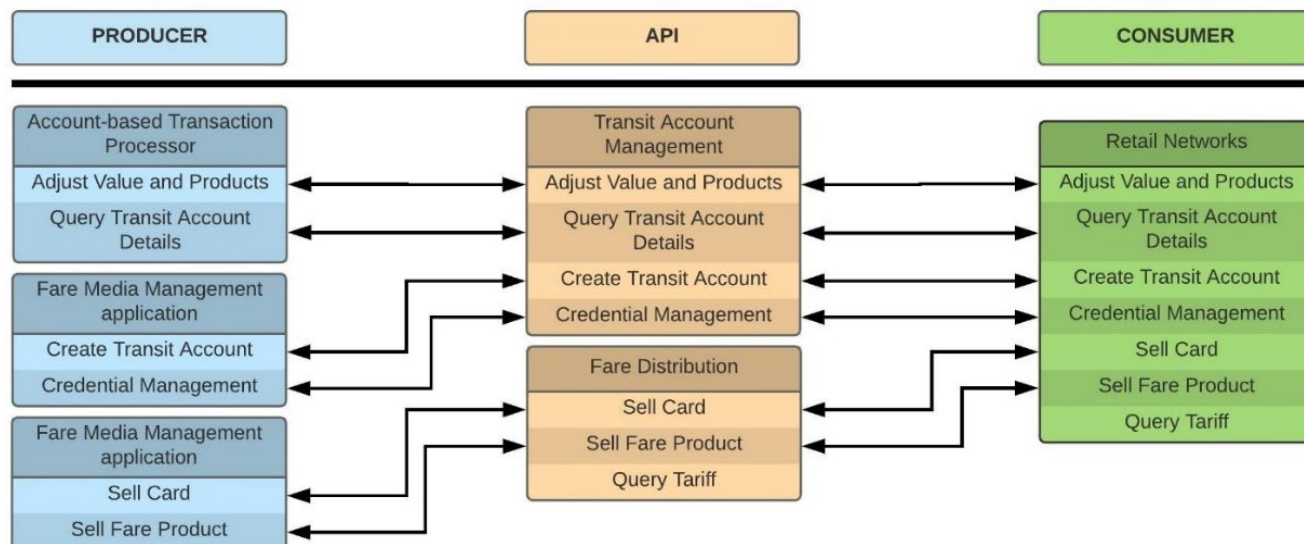 PRODUCER
API
CONSUMER
Account-based Transaction
Processor
Adjust Value and Products
Query Transit Account
Details
Fare Media Management
application
Create Transit Account
Credential Management
Fare Media Management
application
Sell Card
Sell Fare Product
Transit Account
Management
Adjust Value and Products
Query Transit Account
Details
Create Transit Account
Credential Management
Fare Distribution
Sell Card
Sell Fare Product
Query Tariff
Retail Networks
Adjust Value and Products
Query Transit Account
Details
Create Transit Account
Credential Management
Sell Card
Sell Fare Product
Query Tariff